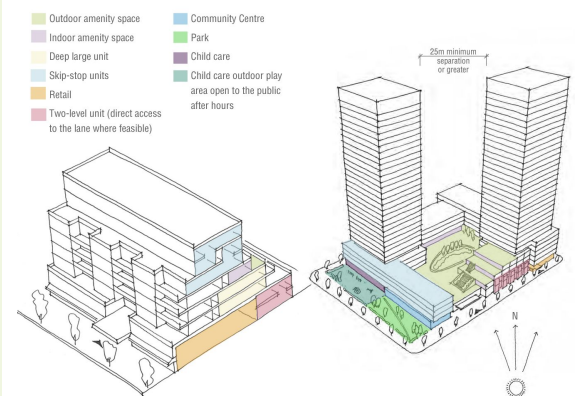 Outdoor amenity space
Indoor amenity space
Deep large unit
Skip-stop units
Retail
Two-level unit (direct access
to the lane where feasible)
Community Centre
Park
Child care
Child care outdoor play
area open to the public
after hours
25m minimum
separation
or greater
N